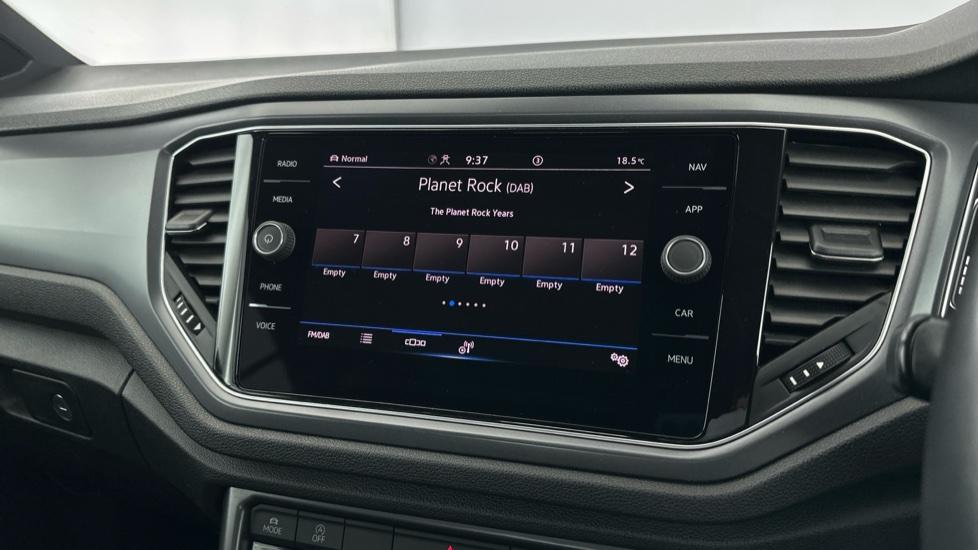 RADIO
MEDIA
PHONE
VOICE
Normal
9:37
3
18.5°C
Planet Rock (DAB)
The Planet Rock Years
7 8 9 10 11 12
Empty Empty Empty Empty Empty Empty
FM/DAB
NAV
APP
CAR
MENU
MODE
A OFF